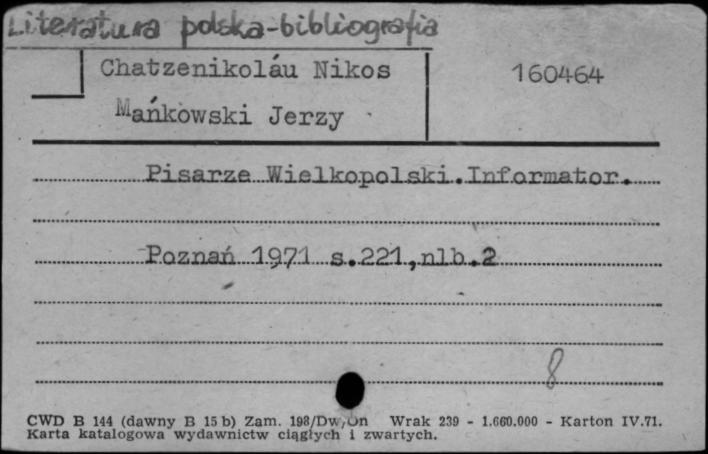 Literatura polska-bibliografia
Chatzenikoláu Nikos
160464
Mańkowski Jerzy
Pisarze Wielkopolski.Informator.
Poznań 1971 s.221,nlb.2
8
CWD B 144 (dawny B 15 b) Zam. 198/Dw/On Wrak 239 - 1.660.000 - Karton IV.71.
Karta katalogowa wydawnictw ciągłych i zwartych.